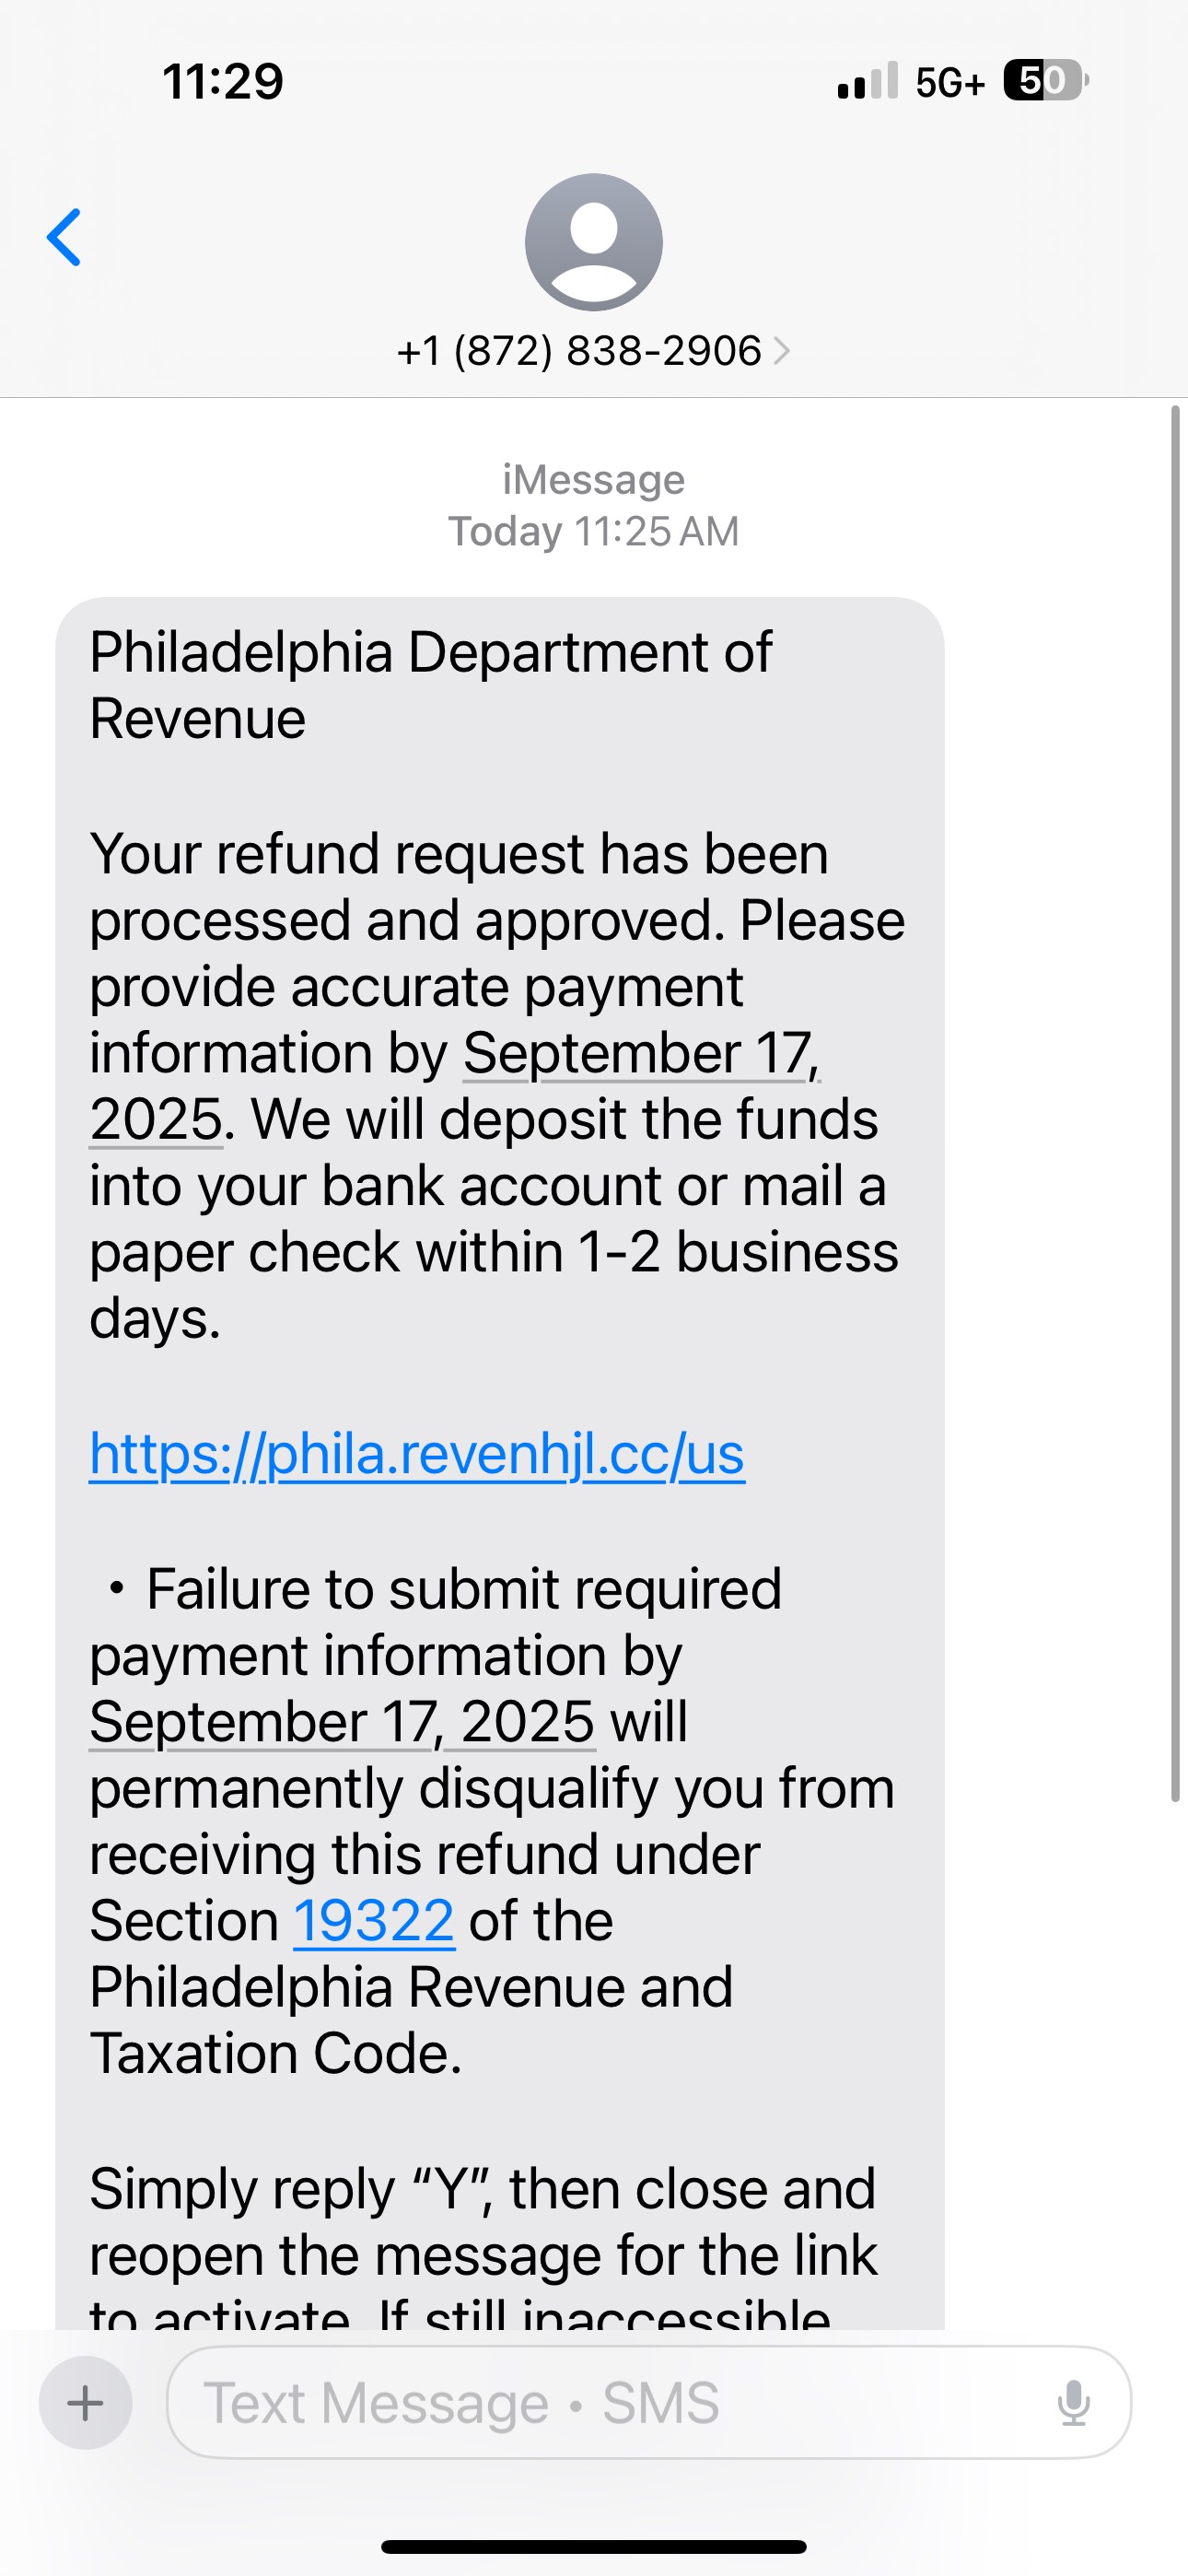 11:29
5G+ 50
+1 (872) 838-2906
iMessage
Today 11:25 AM
Philadelphia Department of
Revenue
Your refund request has been
processed and approved. Please
provide accurate payment
information by September 17,
2025. We will deposit the funds
into your bank account or mail a
paper check within 1-2 business
days.
https://phila.revenhjl.cc/us
• Failure to submit required
payment information by
September 17, 2025 will
permanently disqualify you from
receiving this refund under
Section 19322 of the
Philadelphia Revenue and
Taxation Code.
Simply reply “Y”, then close and
reopen the message for the link
to activate. If still inaccessible
Text Message • SMS